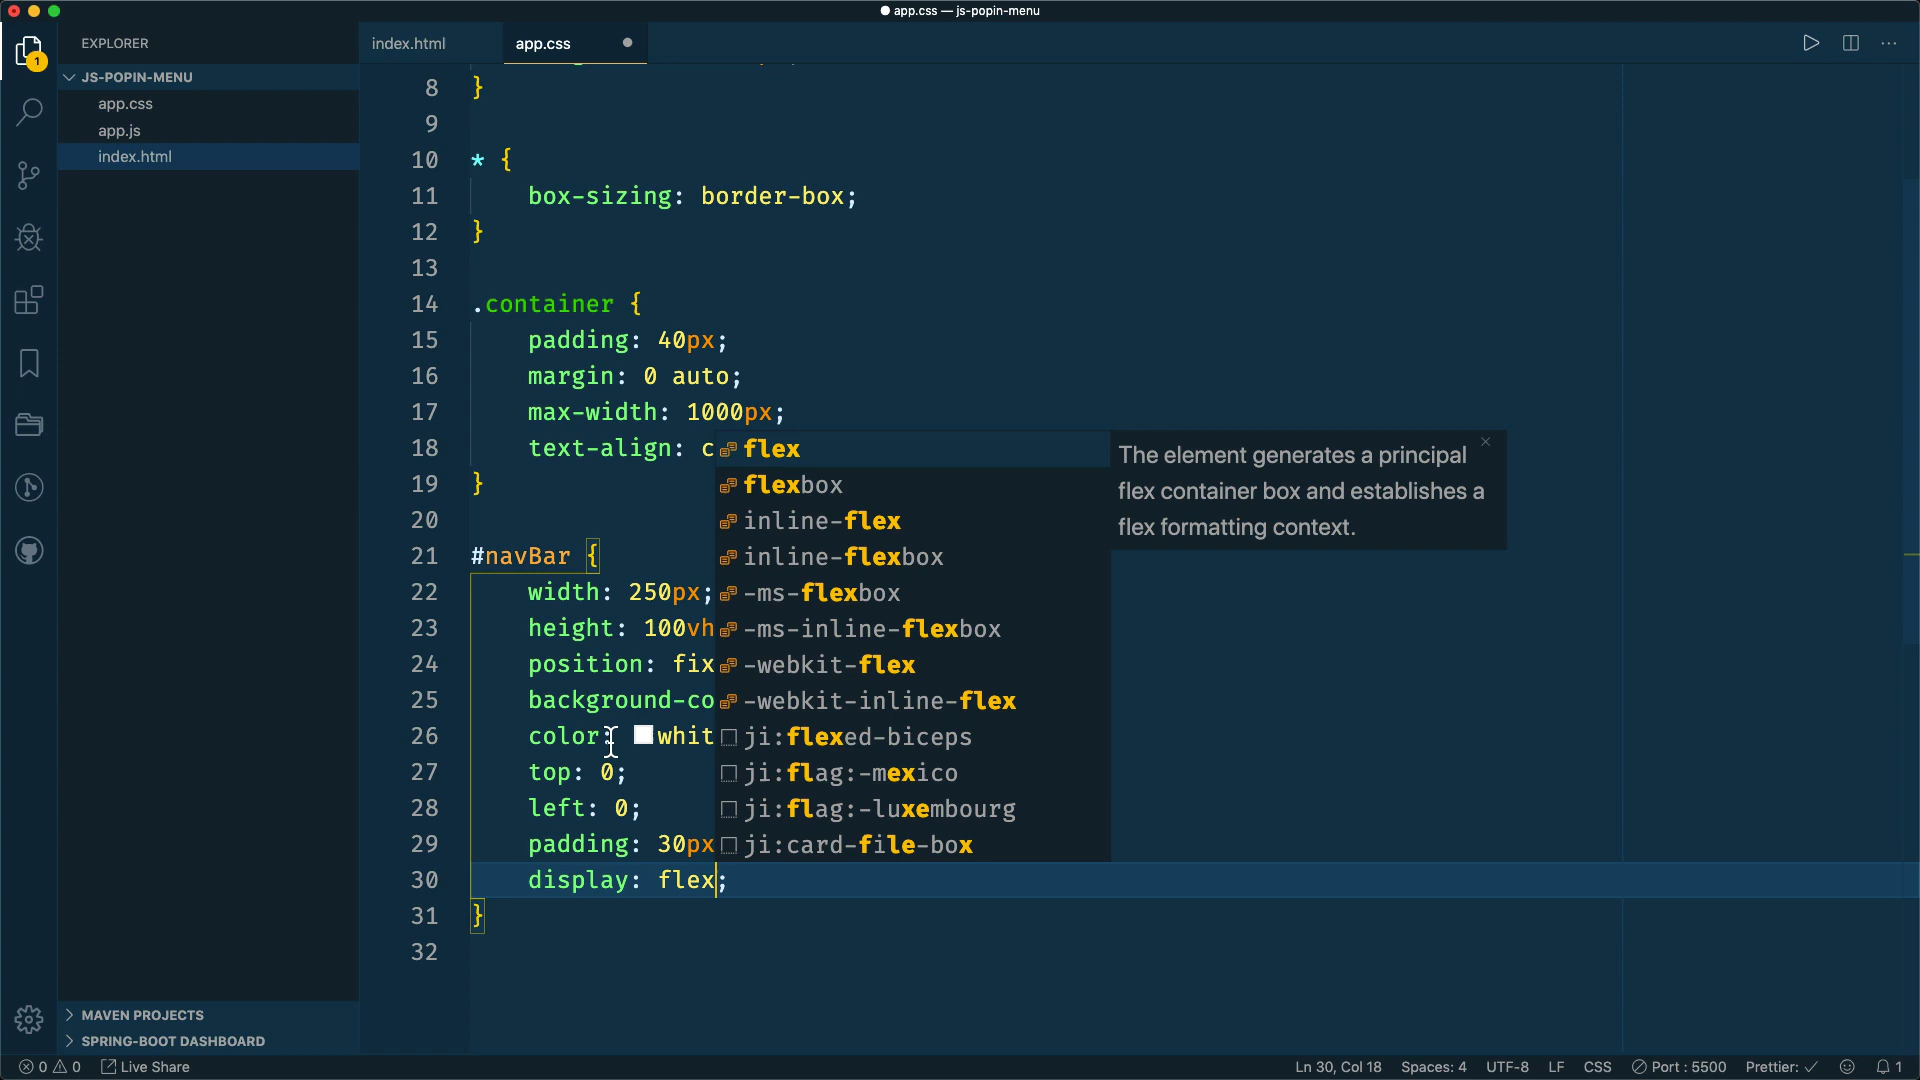 app.css — js-popin-menu
EXPLORER
index.html
app.css
1
JS-POPIN-MENU
app.css
app.js
index.html
8 }
9
10 * {
11 box-sizing: border-box;
12 }
13
14 .container {
15 padding: 40px;
16 margin: 0 auto;
17 max-width: 1000px;
18 text-align: c
19 }
20
21 #navBar {
22 width: 250px;
23 height: 100vh
24 position: fix
25 background-co
26 color: whit
27 top: 0;
28 left: 0;
29 padding: 30px
30 display: flex;
31 }
32
flex
flexbox
inline-flex
inline-flexbox
-ms-flexbox
-ms-inline-flexbox
-webkit-flex
-webkit-inline-flex
ji:flexed-biceps
ji:flag:-mexico
ji:flag:-luxembourg
ji:card-file-box
The element generates a principal
flex container box and establishes a
flex formatting context.
MAVEN PROJECTS
SPRING-BOOT DASHBOARD
0 0 Live Share Ln 30, Col 18 Spaces: 4 UTF-8 LF CSS Port : 5500 Prettier: ✓ 1